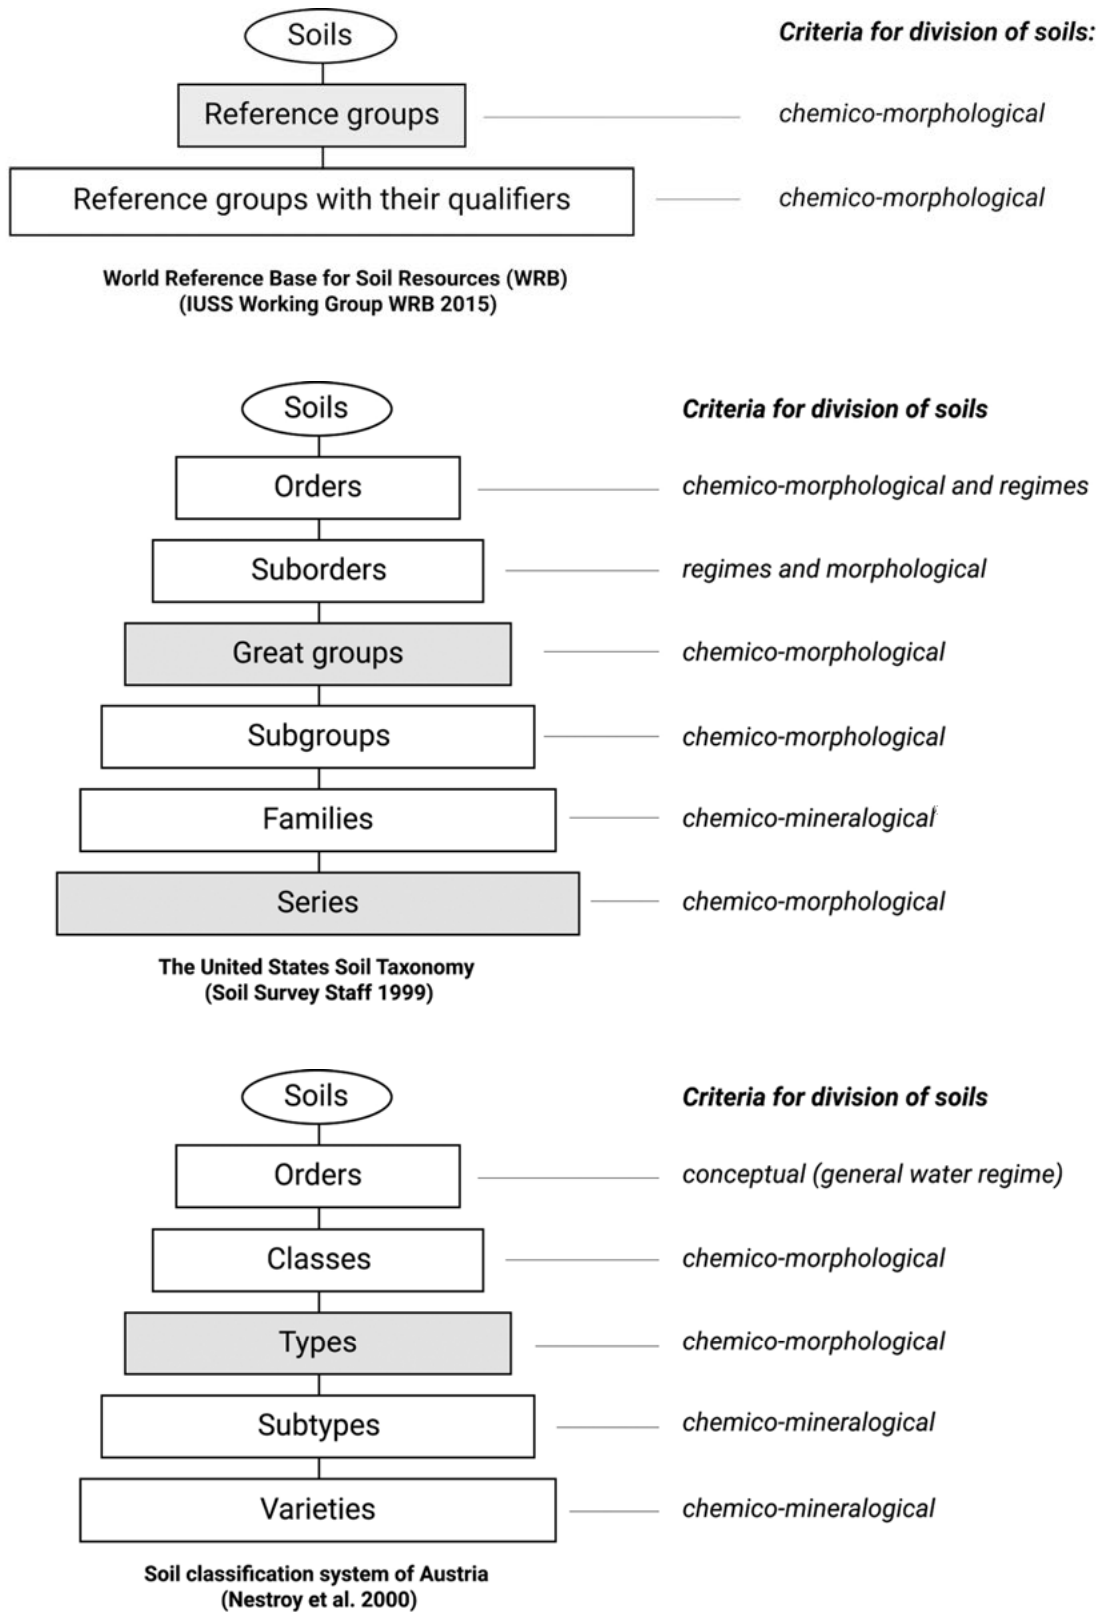 Soils
Criteria for division of soils:
Reference groups
chemico-morphological
Reference groups with their qualifiers
chemico-morphological
World Reference Base for Soil Resources (WRB)
(IUSS Working Group WRB 2015)
Soils
Criteria for division of soils
Orders
chemico-morphological and regimes
Suborders
regimes and morphological
Great groups
chemico-morphological
Subgroups
chemico-morphological
Families
chemico-mineralogical
Series
chemico-morphological
The United States Soil Taxonomy
(Soil Survey Staff 1999)
Soils
Criteria for division of soils
Orders
conceptual (general water regime)
Classes
chemico-morphological
Types
chemico-morphological
Subtypes
chemico-mineralogical
Varieties
chemico-mineralogical
Soil classification system of Austria
(Nestroy et al. 2000)